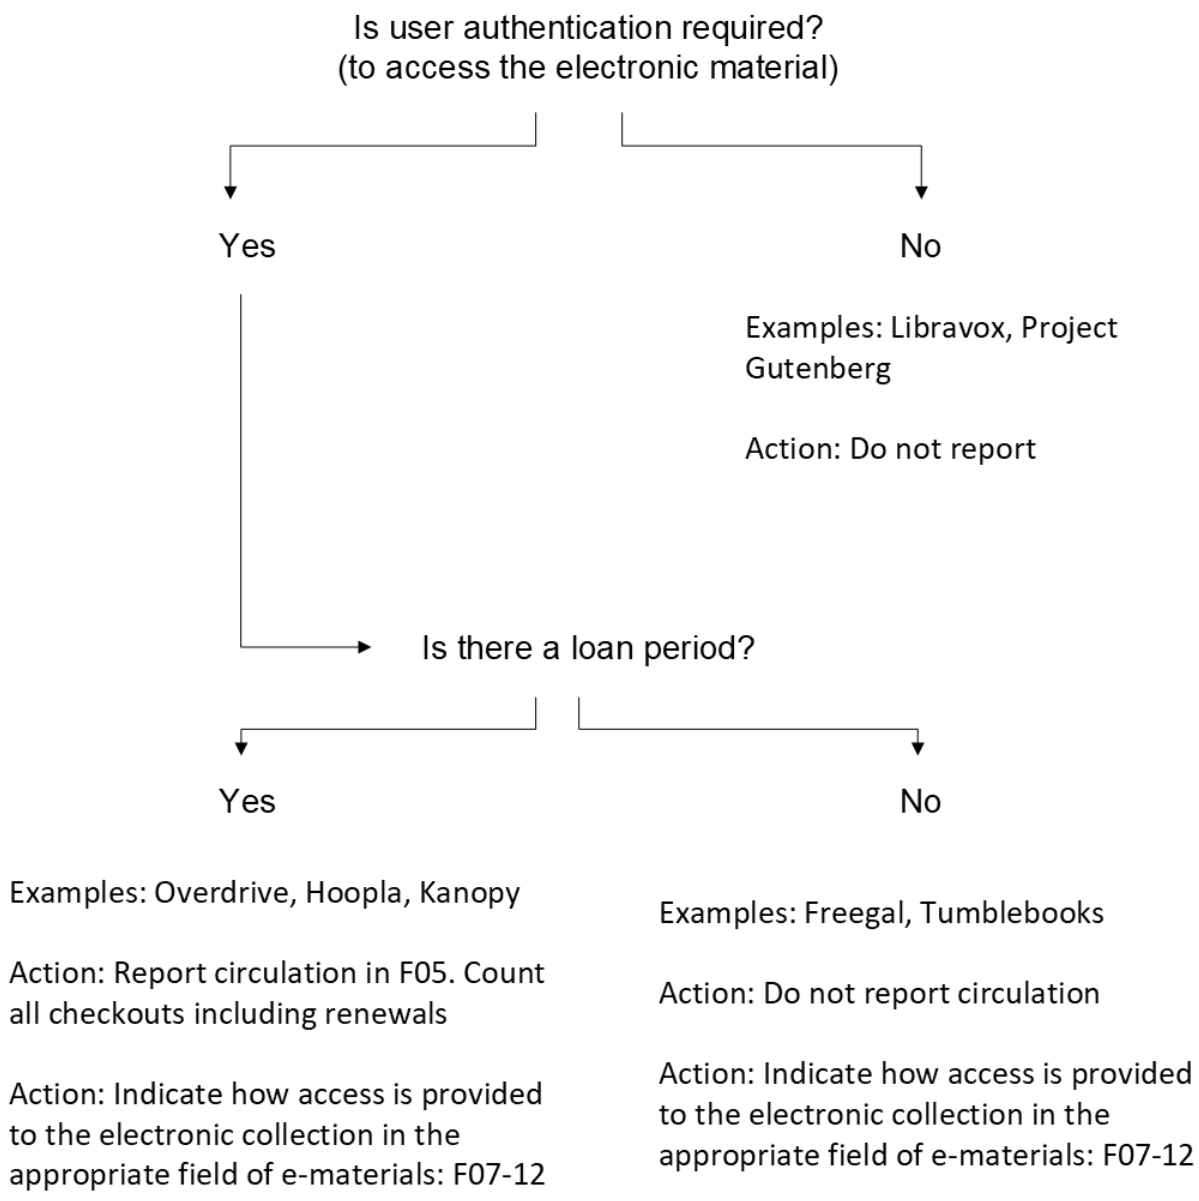 Is user authentication required?
(to access the electronic material)
Yes
No
Examples: Libravox, Project
Gutenberg
Action: Do not report
Is there a loan period?
Yes
No
Examples: Overdrive, Hoopla, Kanopy
Action: Report circulation in F05. Count
all checkouts including renewals
Action: Indicate how access is provided
to the electronic collection in the
appropriate field of e-materials: F07-12
Examples: Freegal, Tumblebooks
Action: Do not report circulation
Action: Indicate how access is provided
to the electronic collection in the
appropriate field of e-materials: F07-12